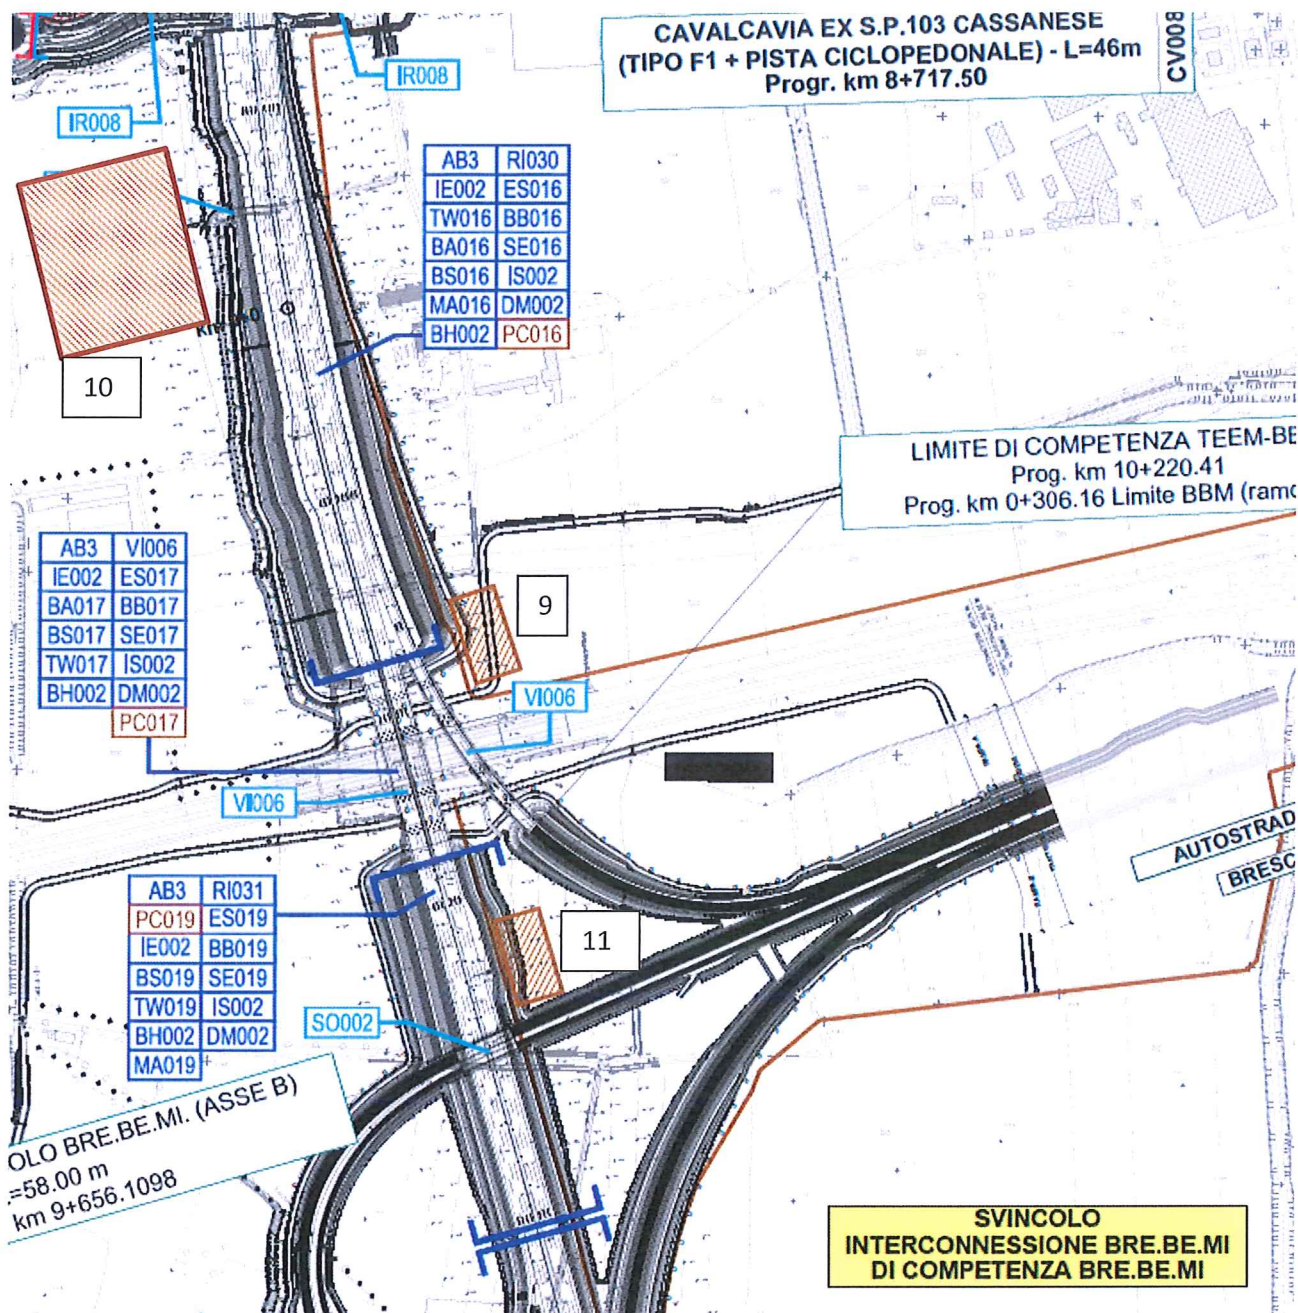 CAVALCAVIA EX S.P.103 CASSANESE
(TIPO F1 + PISTA CICLOPEDONALE) - L=46m
Progr. km 8+717.50
CV008
IR008
IR008
AB3 RI030
IE002 ES016
TW016 BB016
BA016 SE016
BS016 IS002
MA016 DM002
BH002 PC016
10
LIMITE DI COMPETENZA TEEM-BB
Prog. km 10+220.41
Prog. km 0+306.16 Limite BBM (ramo
AB3 VI006
IE002 ES017
BA017 BB017
BS017 SE017
TW017 IS002
BH002 DM002
PC017
9
VI006
VI006
AUTOSTRAD
BRESC
AB3 RI031
PC019 ES019
IE002 BB019
BS019 SE019
TW019 IS002
BH002 DM002
MA019
11
SO002
OLO BRE.BE.MI. (ASSE B)
.=58.00 m
km 9+656.1098
SVINCOLO
INTERCONNESSIONE BRE.BE.MI
DI COMPETENZA BRE.BE.MI